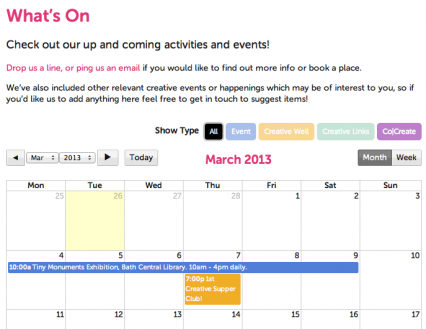 What's On
Check out our up and coming activities and events!
Drop us a line, or ping us an email if you would like to find out more info or book a place.
We've also included other relevant creative events or happenings which may be of interest to you, so if
you'd like us to add anything here feel free to get in touch to suggest items!
Show Type All Event Creative Well Creative Links Co|Create
◄ Mar 2013 ► Today March 2013 Month Week
Mon Tue Wed Thu Fri Sat Sun
25 26 27 28 1 2 3
4 5 6 7 8 9 10
10:00a Tiny Monuments Exhibition, Bath Central Library. 10am - 4pm daily.
7:00p 1st
Creative Supper
Club!
11 12 13 14 15 16 17